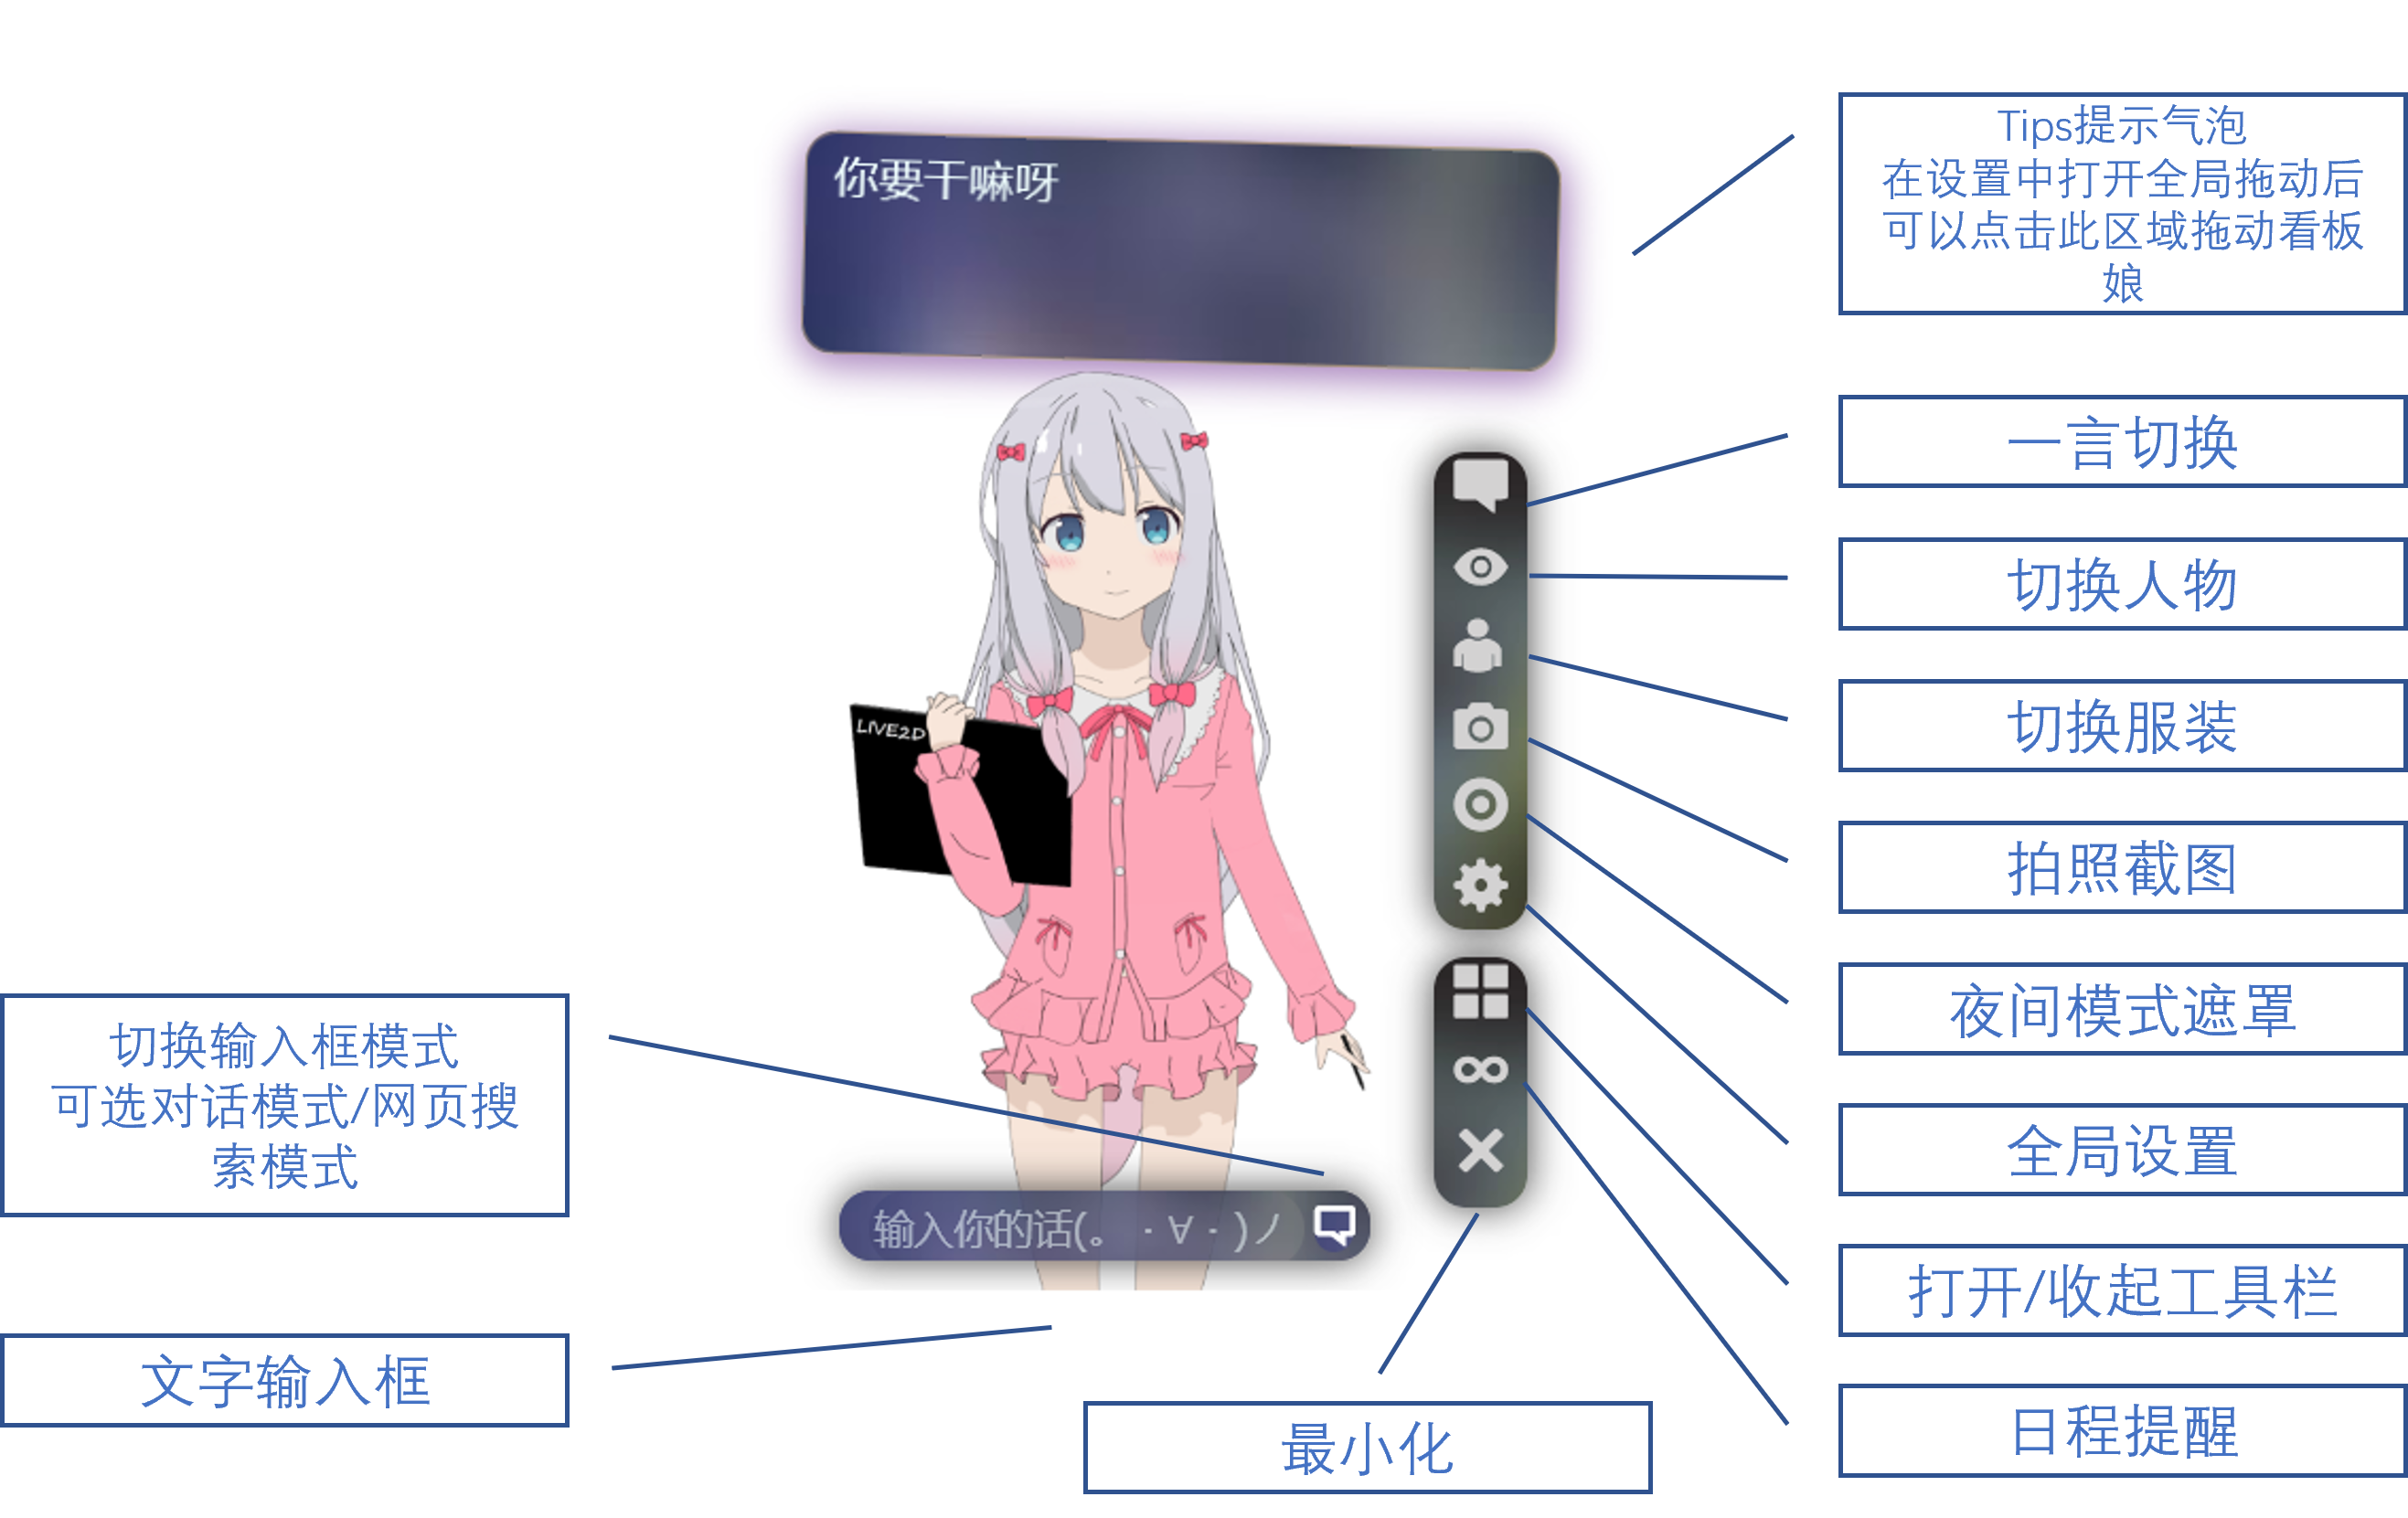 Tips提示气泡
在设置中打开全局拖动后
可以点击此区域拖动看板
娘
你要干嘛呀
一言切换
切换人物
切换服装
LIVE2D
拍照截图
夜间模式遮罩
切换输入框模式
可选对话模式/网页搜
索模式
全局设置
输入你的话(。 ･∀･)ノ
打开/收起工具栏
文字输入框
日程提醒
最小化